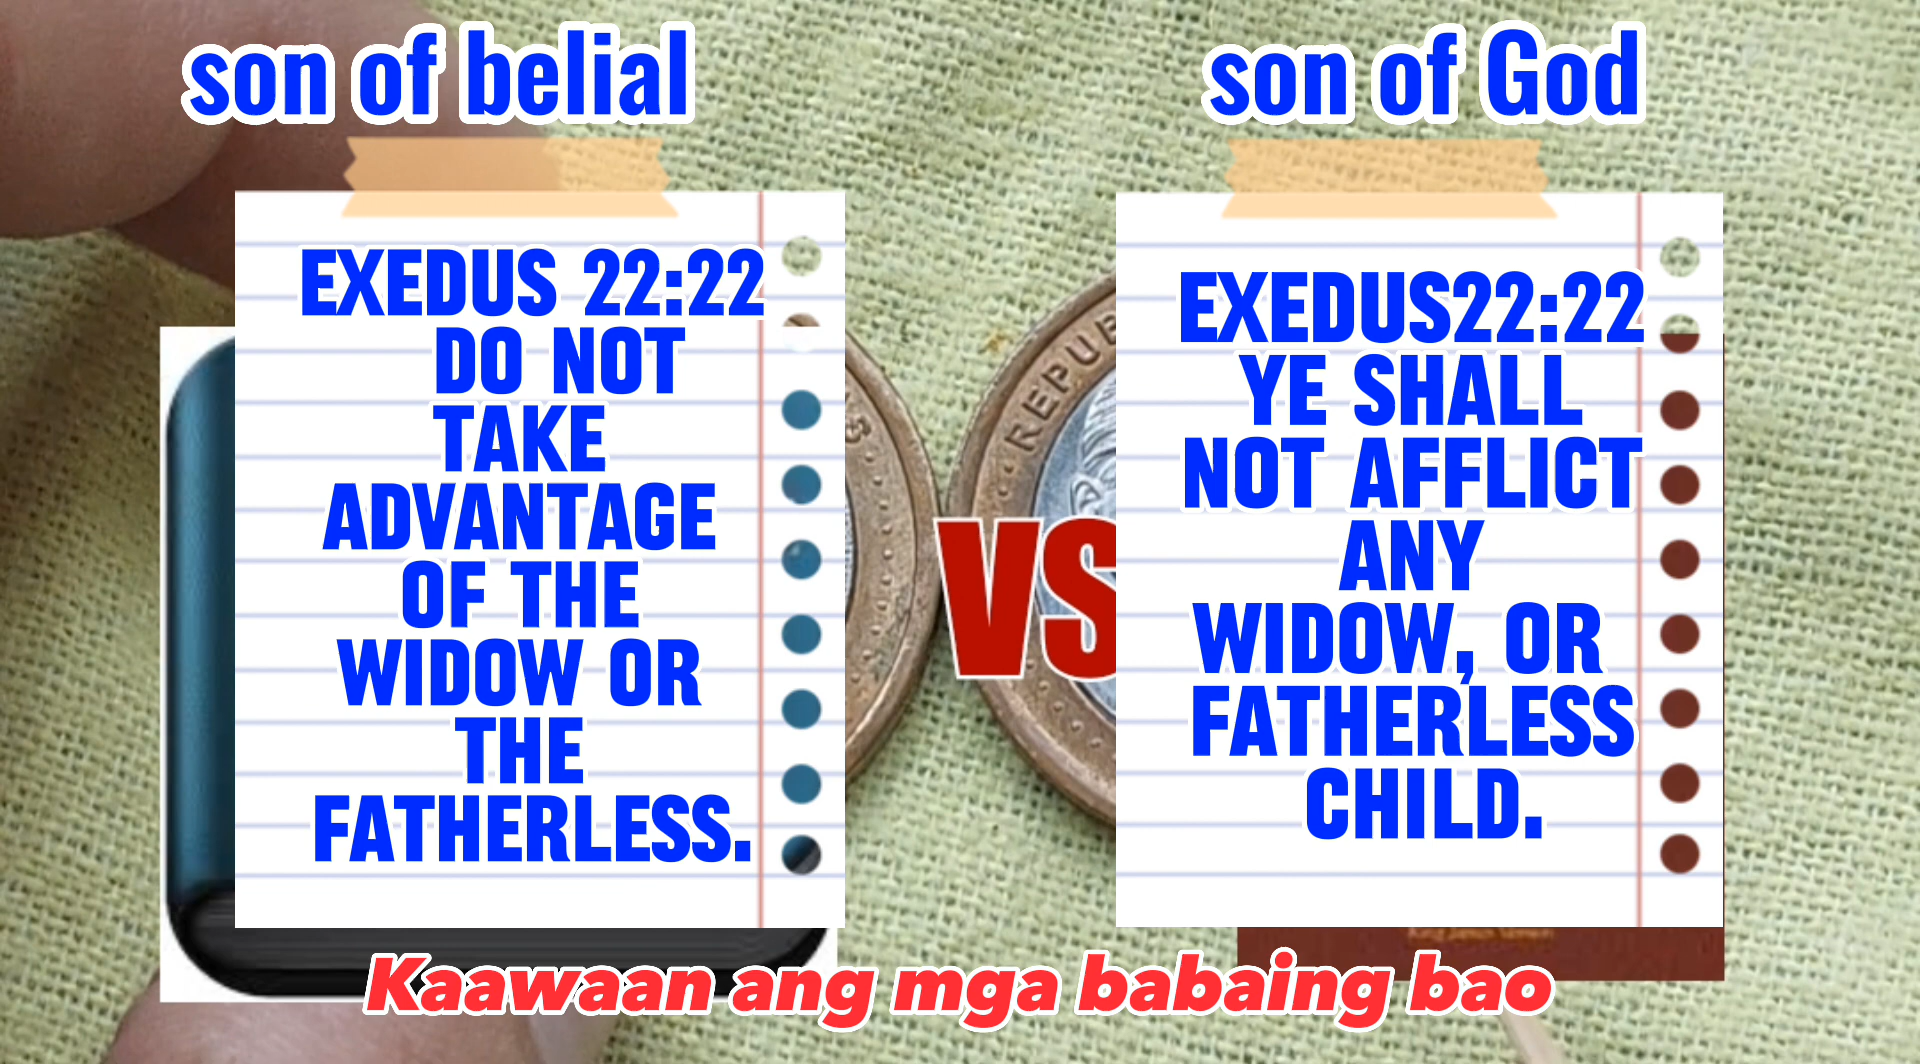 son of belial
son of God
EXEDUS 22:22
DO NOT
TAKE
ADVANTAGE
OF THE
WIDOW OR
THE
FATHERLESS.
VS
EXEDUS22:22
YE SHALL
NOT AFFLICT
ANY
WIDOW, OR
FATHERLESS
CHILD.
Kaawaan ang mga babaing bao